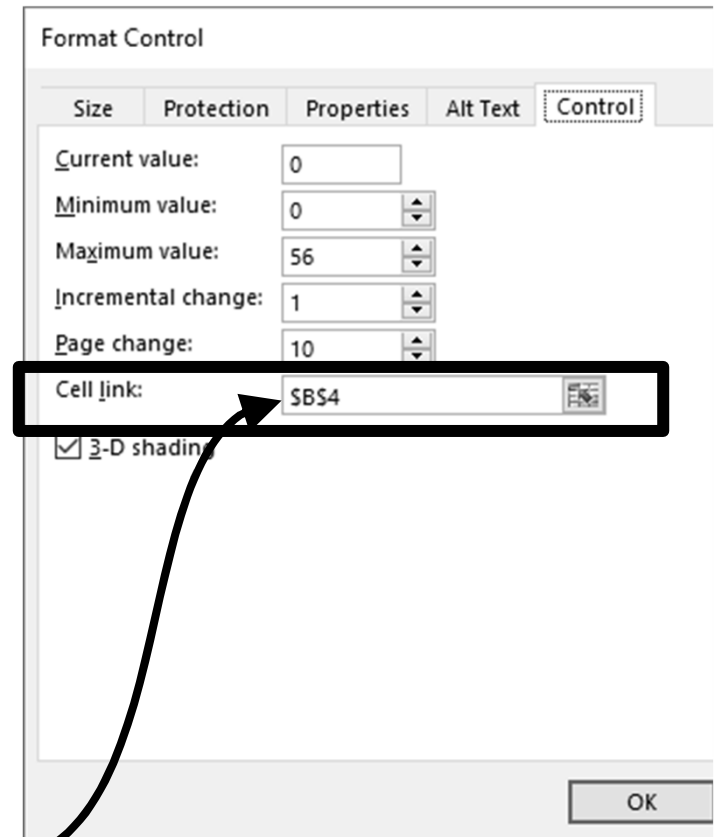 Format Control
Size Protection Properties Alt Text Control
Current value: 0
Minimum value: 0
Maximum value: 56
Incremental change: 1
Page change: 10
Cell link: $B$4
3-D shading
OK